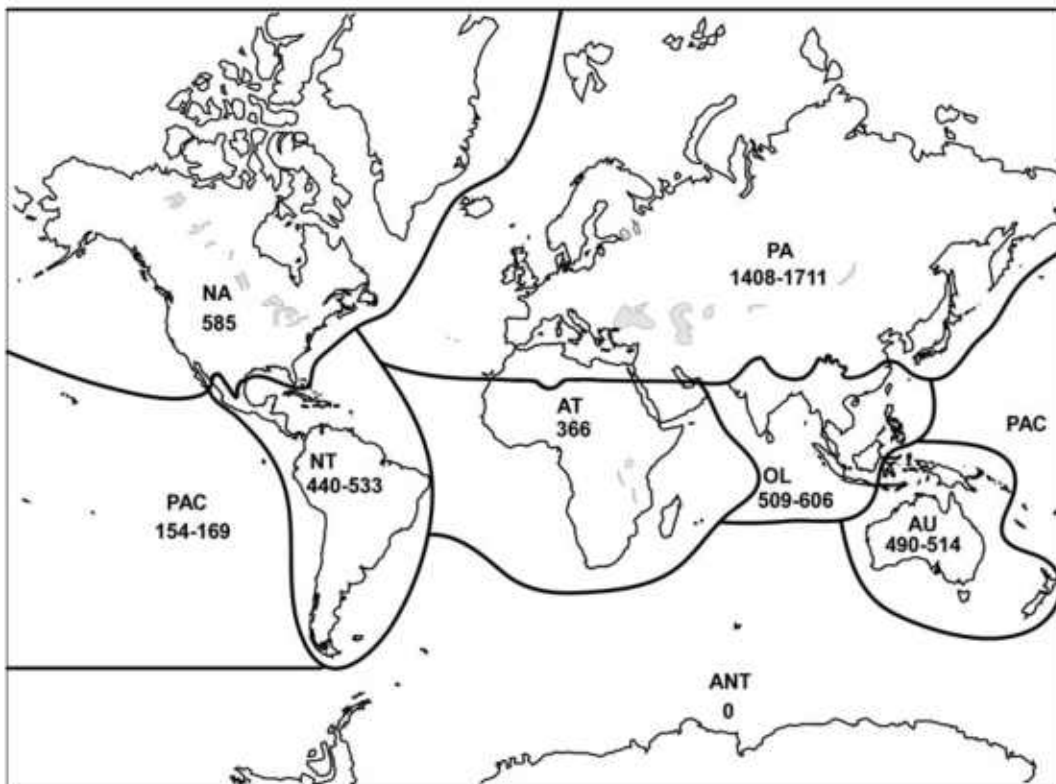 PA
1408-1711
NA
585
AT
366
PAC
NT
440-533
OL
509-606
PAC
154-169
AU
490-514
ANT
0